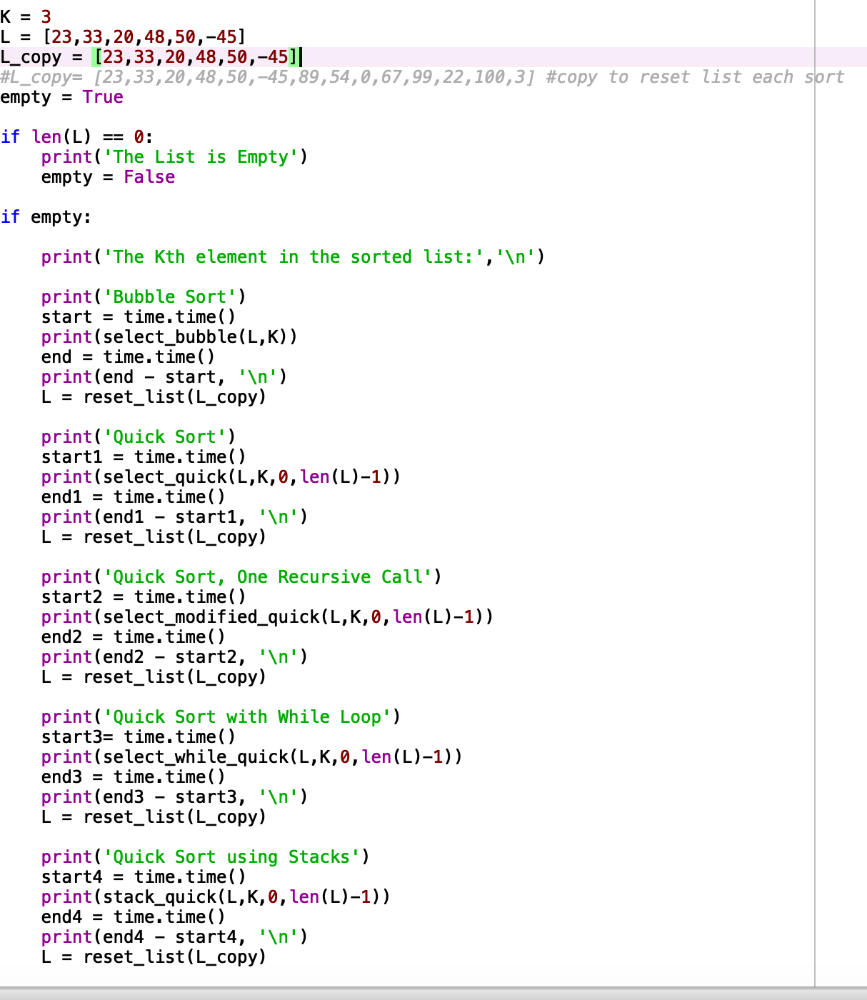 K = 3
L = [23,33,20,48,50,-45]
L_copy = [23,33,20,48,50,-45]
#L_copy= [23,33,20,48,50,-45,89,54,0,67,99,22,100,3] #copy to reset list each sort
empty = True

if len(L) == 0:
    print('The List is Empty')
    empty = False

if empty:

    print('The Kth element in the sorted list:','\n')

    print('Bubble Sort')
    start = time.time()
    print(select_bubble(L,K))
    end = time.time()
    print(end - start, '\n')
    L = reset_list(L_copy)

    print('Quick Sort')
    start1 = time.time()
    print(select_quick(L,K,0,len(L)-1))
    end1 = time.time()
    print(end1 - start1, '\n')
    L = reset_list(L_copy)

    print('Quick Sort, One Recursive Call')
    start2 = time.time()
    print(select_modified_quick(L,K,0,len(L)-1))
    end2 = time.time()
    print(end2 - start2, '\n')
    L = reset_list(L_copy)

    print('Quick Sort with While Loop')
    start3= time.time()
    print(select_while_quick(L,K,0,len(L)-1))
    end3 = time.time()
    print(end3 - start3, '\n')
    L = reset_list(L_copy)

    print('Quick Sort using Stacks')
    start4 = time.time()
    print(stack_quick(L,K,0,len(L)-1))
    end4 = time.time()
    print(end4 - start4, '\n')
    L = reset_list(L_copy)